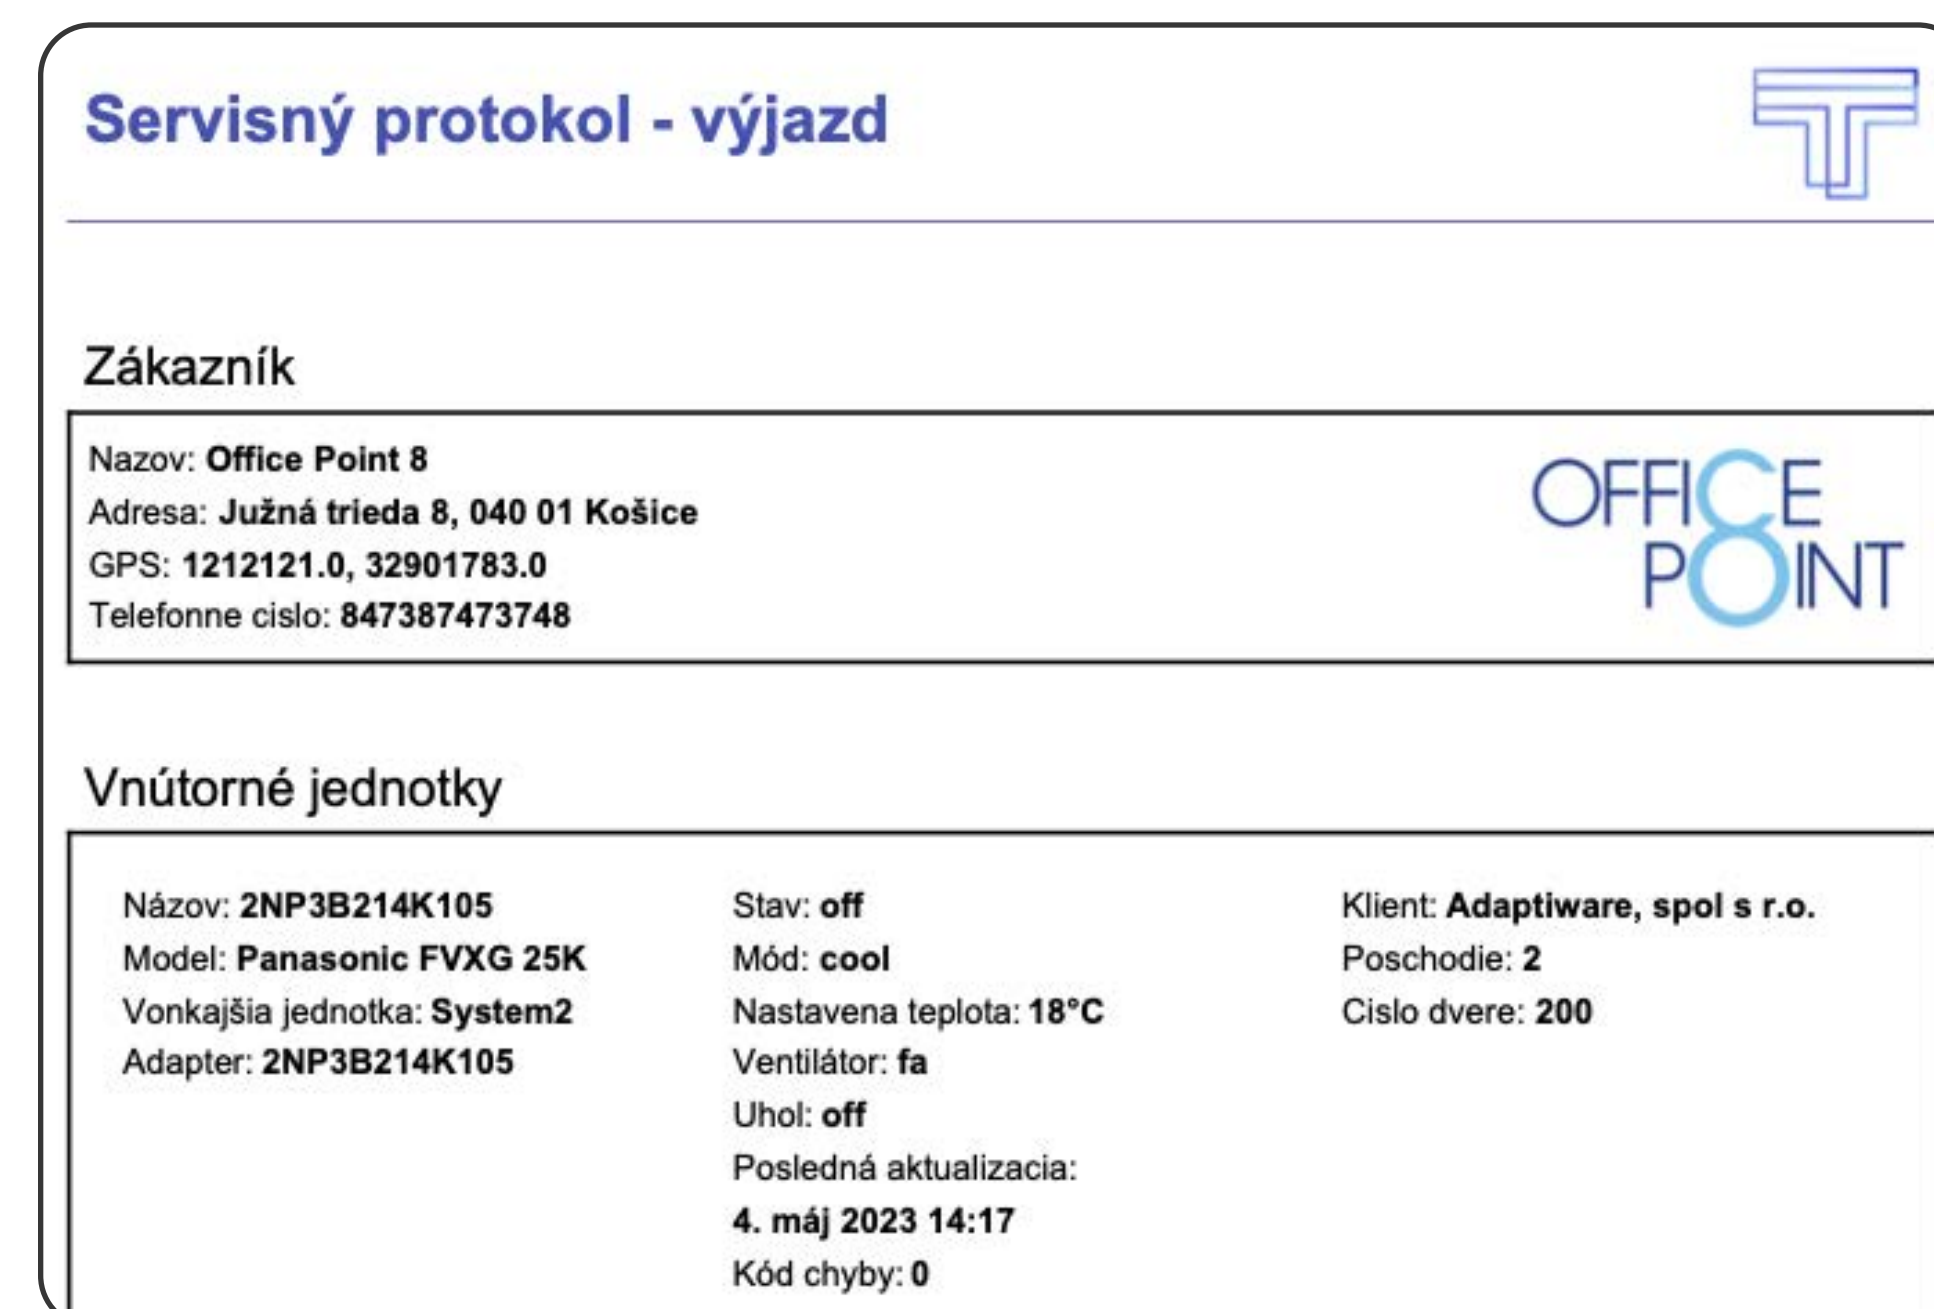 Servisný protokol - výjazd
Zákazník
Nazov: Office Point 8
Adresa: Južná trieda 8, 040 01 Košice
GPS: 1212121.0, 32901783.0
Telefonne cislo: 847387473748
OFFICE
POINT
Vnútorné jednotky
Názov: 2NP3B214K105
Model: Panasonic FVXG 25K
Vonkajšia jednotka: System2
Adapter: 2NP3B214K105
Stav: off
Mód: cool
Nastavena teplota: 18°C
Ventilátor: fa
Uhol: off
Posledná aktualizacia:
4. máj 2023 14:17
Kód chyby: 0
Klient: Adaptiware, spol s r.o.
Poschodie: 2
Cislo dvere: 200